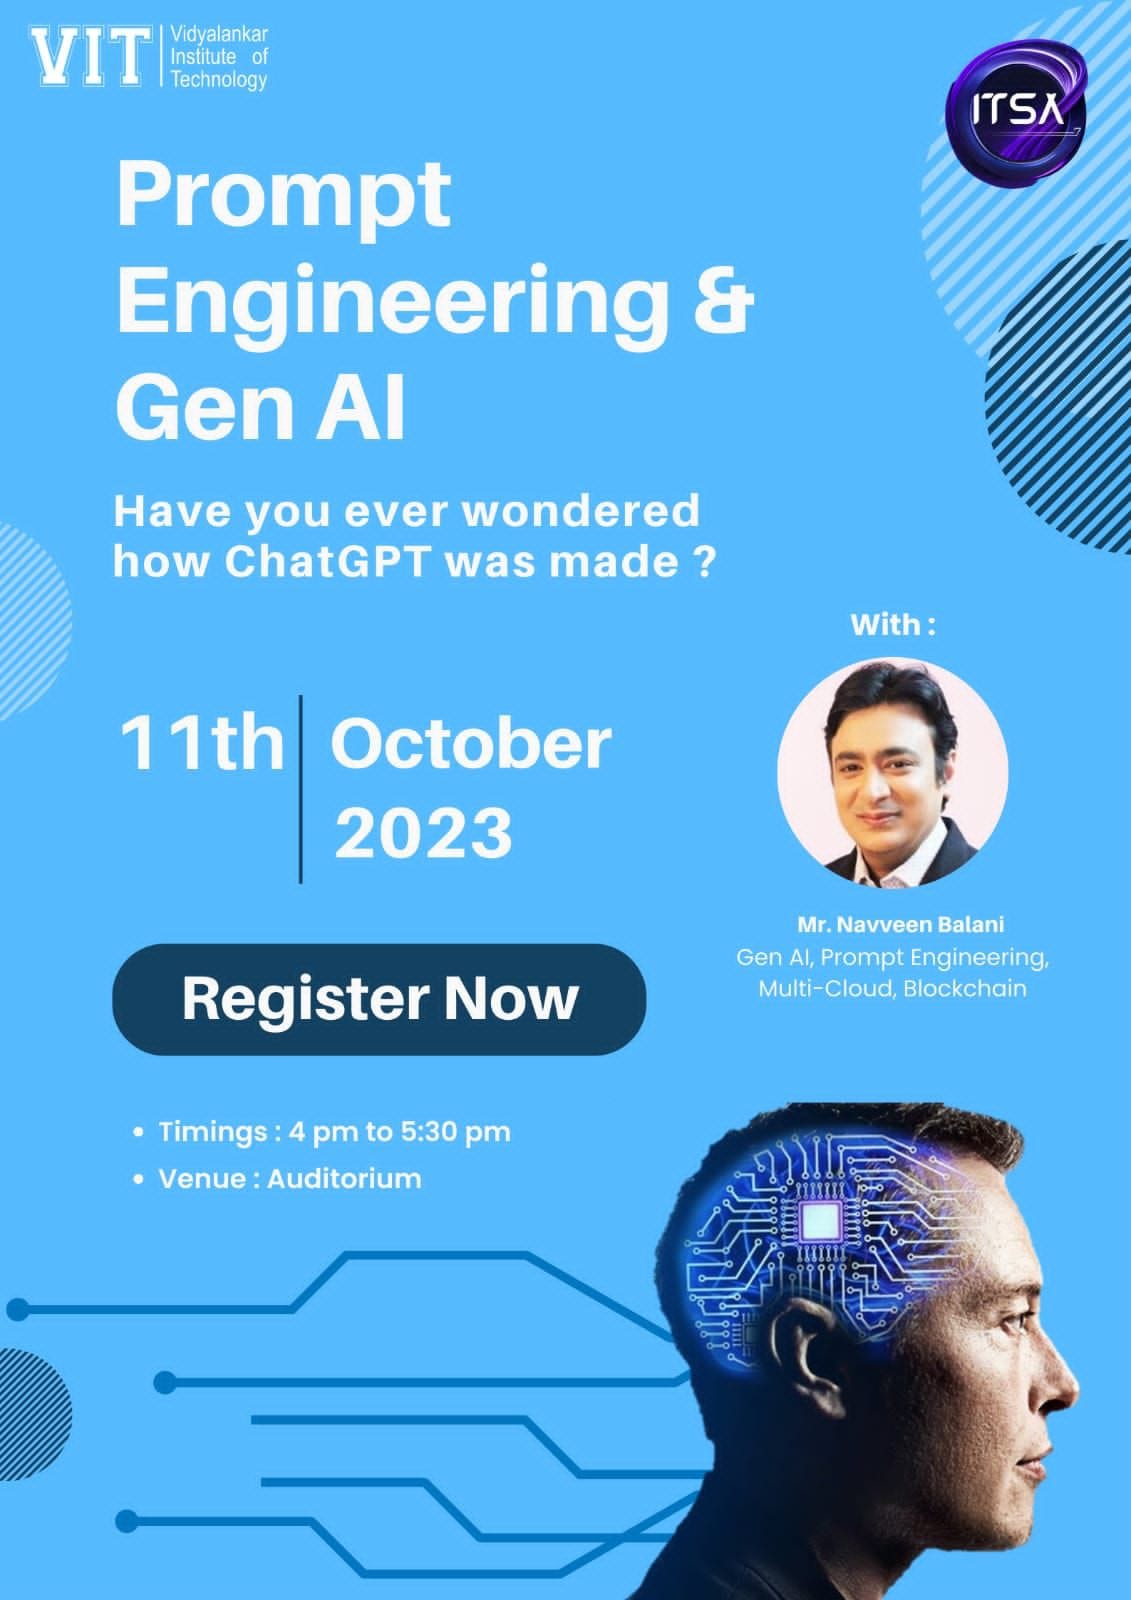 VIT
Vidyalankar
Institute of
Technology
ITSA
7
Prompt
Engineering &
Gen AI
Have you ever wondered
how ChatGPT was made ?
With :
11th
October
2023
Mr. Navveen Balani
Gen AI, Prompt Engineering,
Multi-Cloud, Blockchain
Register Now
• Timings : 4 pm to 5:30 pm
• Venue : Auditorium